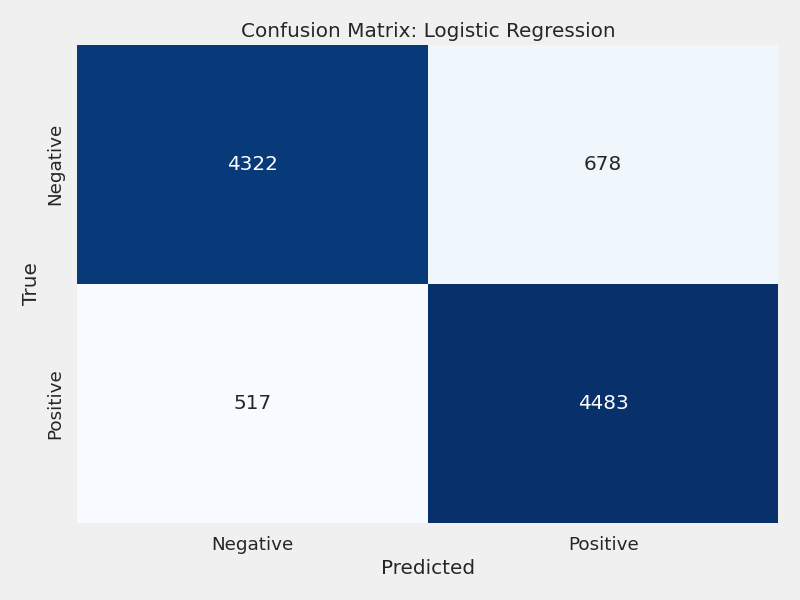 Confusion Matrix: Logistic Regression
True
Negative
4322 678
Positive
517 4483
Negative Positive
Predicted